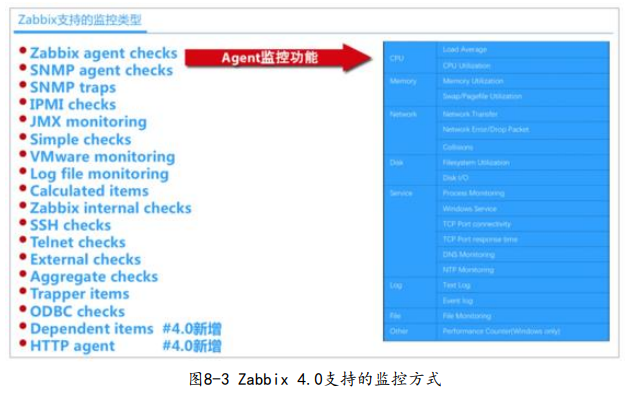 Zabbix支持的监控类型
Zabbix agent checks
SNMP agent checks
SNMP traps
IPMI checks
JMX monitoring
Simple checks
VMware monitoring
Log file monitoring
Calculated items
Zabbix internal checks
SSH checks
Telnet checks
External checks
Aggregate checks
Trapper items
ODBC checks
Dependent items #4.0新增
HTTP agent #4.0新增
Agent监控功能
CPU
Load Average
CPU Utilization
Memory
Memory Utilization
Swap/Pagefile Utilization
Network
Network Transfer
Network Error/Drop Packet
Collisions
Disk
Filesystem Utilization
Disk I/O
Service
Process Monitoring
Windows Service
TCP Port connectivity
TCP Port response time
DNS Monitoring
NTP Monitoring
Log
Text Log
Event log
File
File Monitoring
Other
Performance Counter(Windows only)
图8-3 Zabbix 4.0支持的监控方式